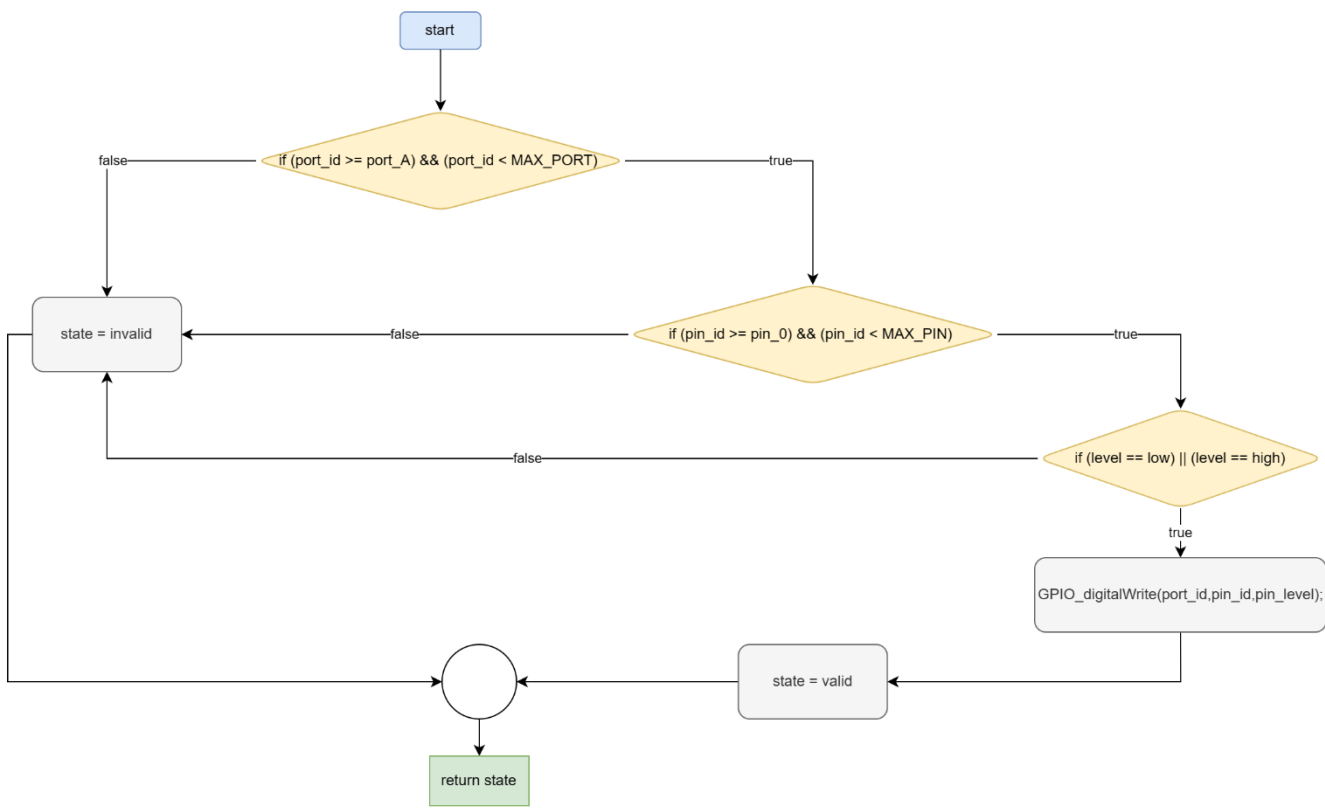 start
if (port_id >= port_A) && (port_id < MAX_PORT)
false
true
state = invalid
false
if (pin_id >= pin_0) && (pin_id < MAX_PIN)
true
false
if (level == low) || (level == high)
true
GPIO_digitalWrite(port_id,pin_id,pin_level);
state = valid
return state